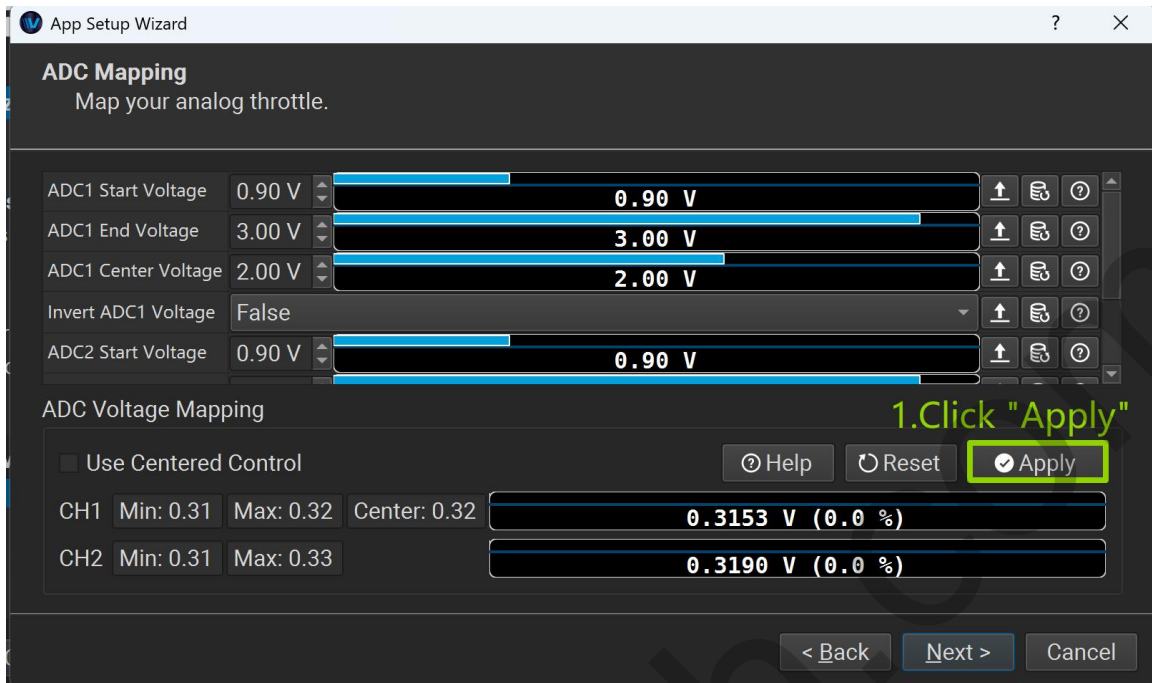 App Setup Wizard ?
ADC Mapping
Map your analog throttle.
ADC1 Start Voltage 0.90 V 0.90 V
ADC1 End Voltage 3.00 V 3.00 V
ADC1 Center Voltage 2.00 V 2.00 V
Invert ADC1 Voltage False
ADC2 Start Voltage 0.90 V 0.90 V
ADC Voltage Mapping 1.Click "Apply"
Use Centered Control Help Reset Apply
CH1 Min: 0.31 Max: 0.32 Center: 0.32 0.3153 V (0.0 %)
CH2 Min: 0.31 Max: 0.33 0.3190 V (0.0 %)
< Back Next > Cancel